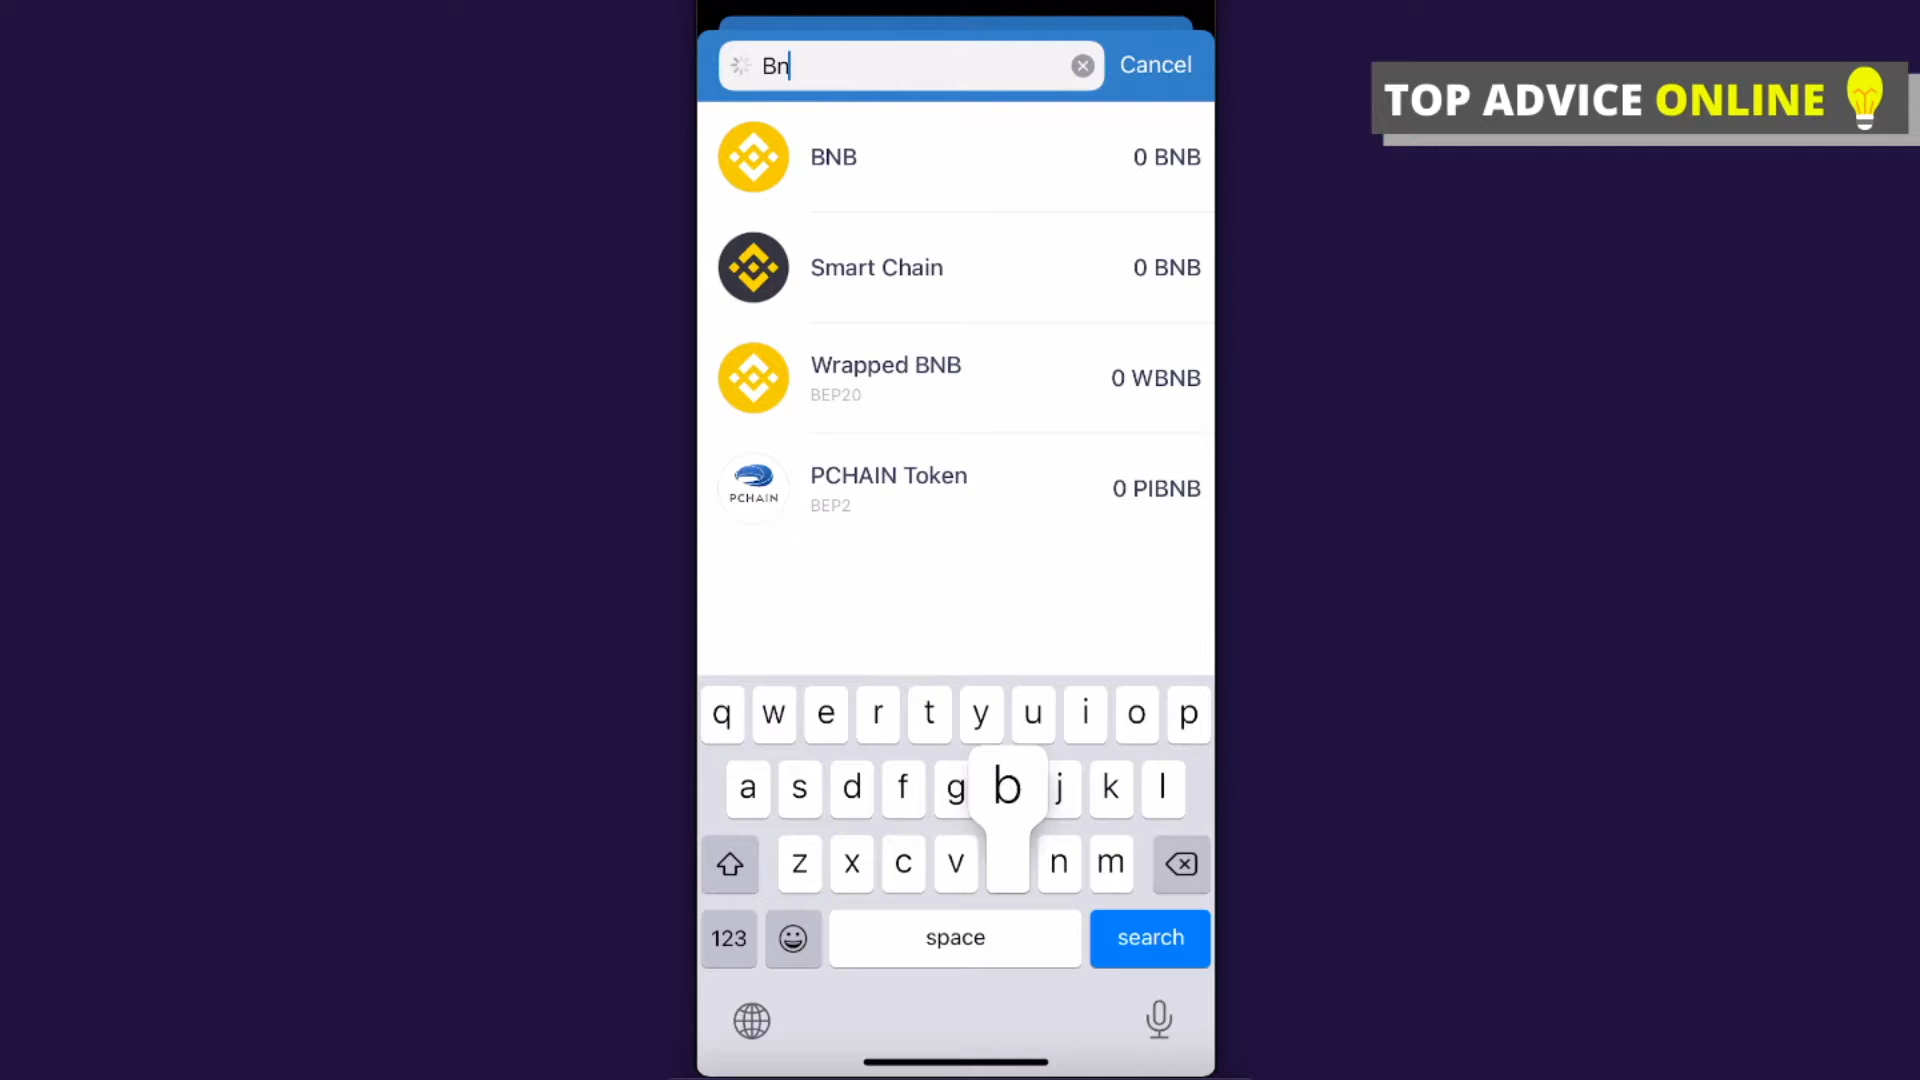 Bn
Cancel
TOP ADVICE ONLINE
BNB
0 BNB
Smart Chain
0 BNB
Wrapped BNB
BEP20
0 WBNB
PCHAIN
PCHAIN Token
BEP2
0 PIBNB
q w e r t y u i o p
a s d f g b j k l
z x c v n m
123 space search